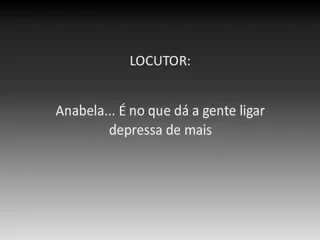 LOCUTOR:
Anabela... É no que dá a gente ligar
depressa de mais